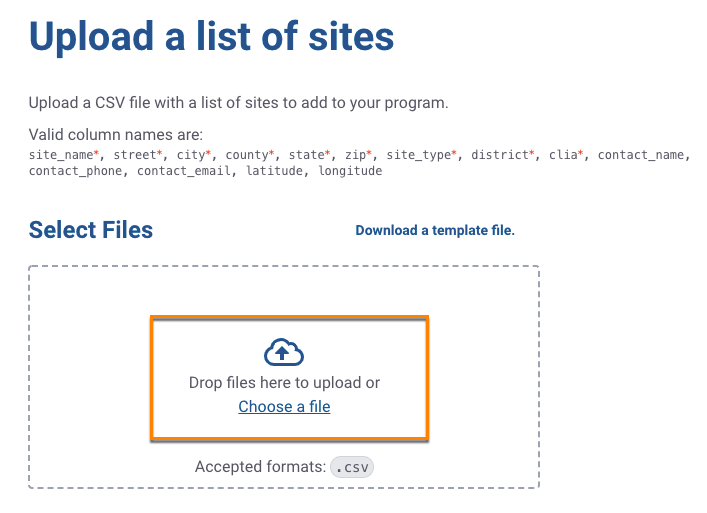 Upload a list of sites
Upload a CSV file with a list of sites to add to your program.
Valid column names are:
site_name*, street*, city*, county*, state*, zip*, site_type*, district*, clia*, contact_name,
contact_phone, contact_email, latitude, longitude
Select Files
Download a template file.
Drop files here to upload or
Choose a file
Accepted formats: .csv